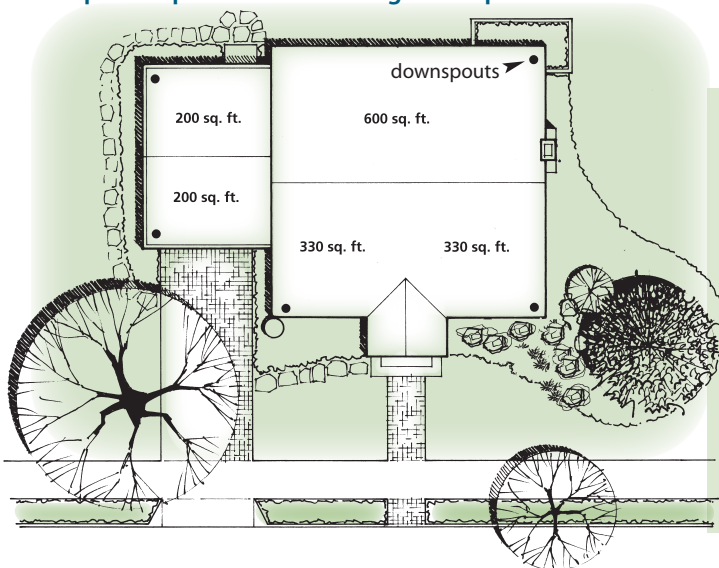 downspouts
200 sq. ft.
600 sq. ft.
200 sq. ft.
330 sq. ft.
330 sq. ft.